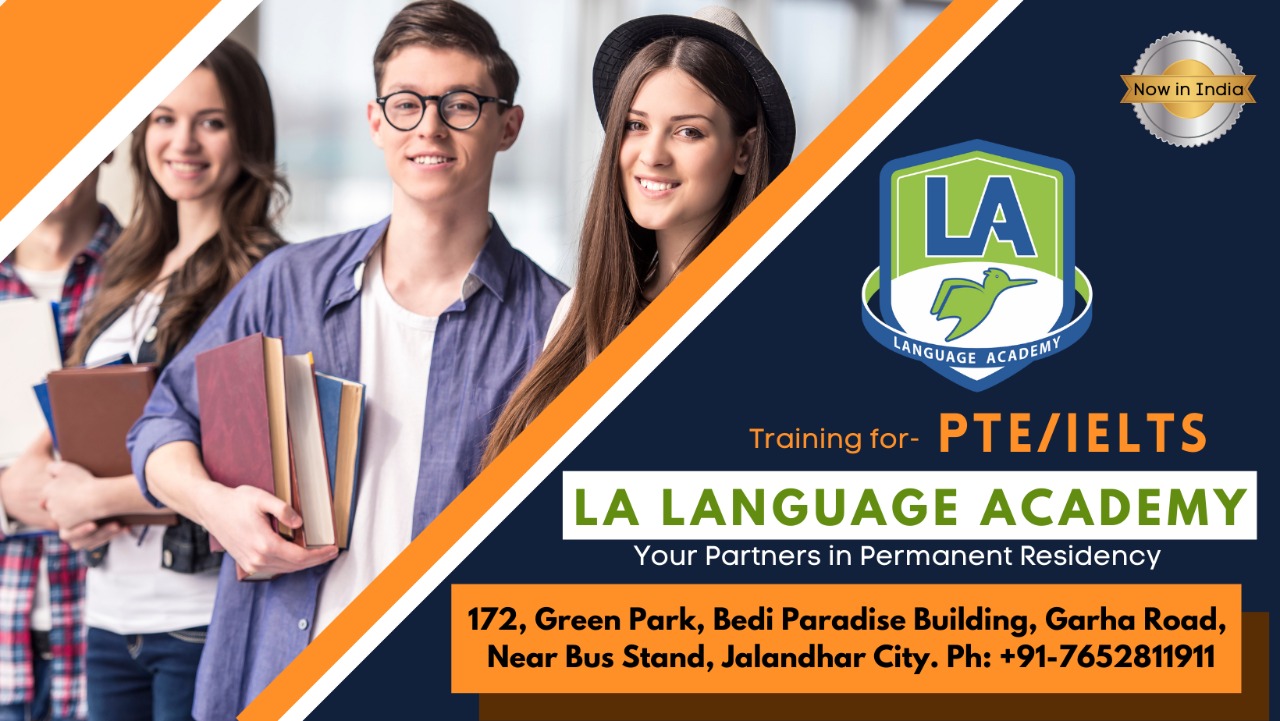 Now in India
LA
LANGUAGE ACADEMY
Training for- PTE/IELTS
LA LANGUAGE ACADEMY
Your Partners in Permanent Residency
172, Green Park, Bedi Paradise Building, Garha Road,
Near Bus Stand, Jalandhar City. Ph: +91-7652811911